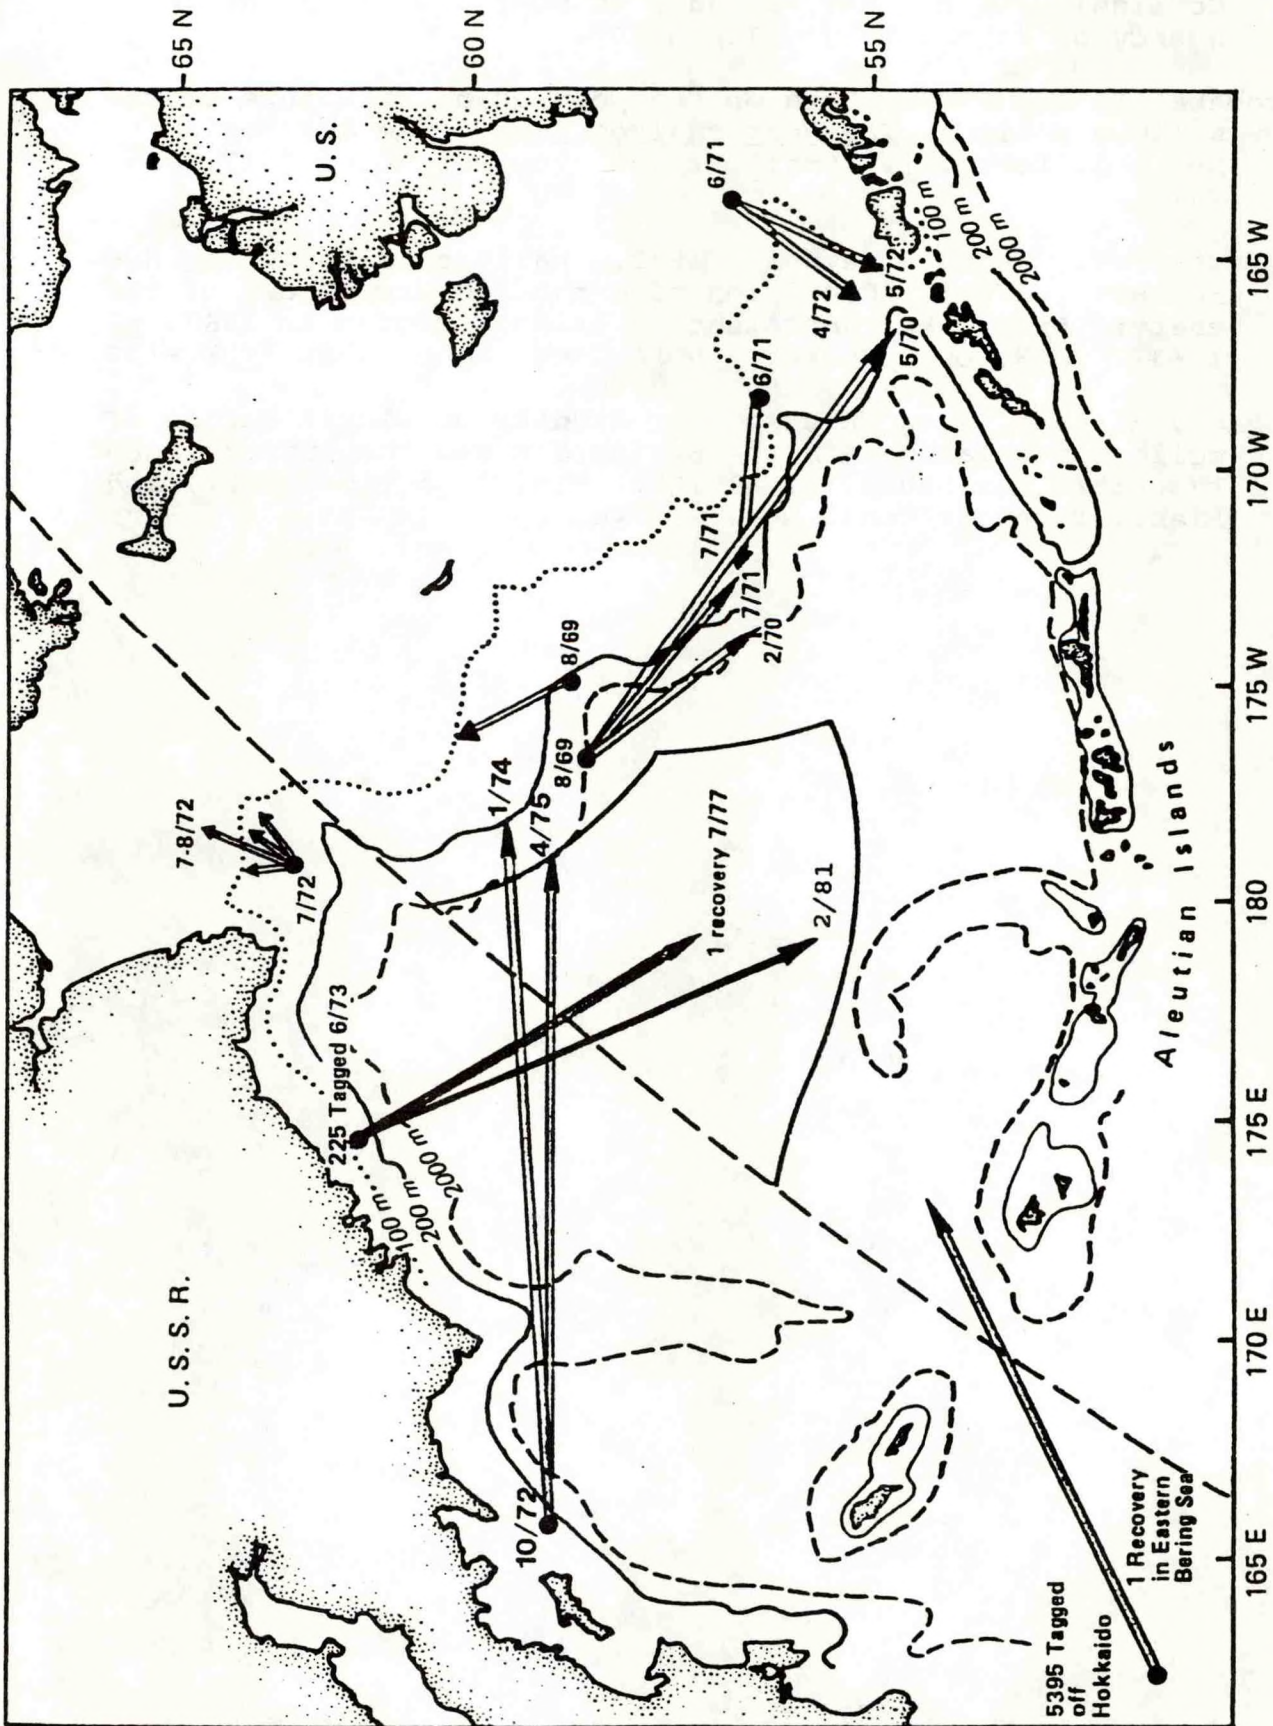 65 N
60 N
55 N
U. S.
U. S. S. R.
6/71
6/71
100 m
200 m
2000 m
5/72
4/72
5/70
7/71
7/71
2/70
8/69
8/69
1/74
4/75
7-8/72
7/72
1 recovery 7/77
2/81
225 Tagged 6/73
100 m
200 m
2000 m
10/72
5395 Tagged
off
Hokkaido
1 Recovery
in Eastern
Bering Sea
Aleutian Islands
165 E
170 E
175 E
180
175 W
170 W
165 W